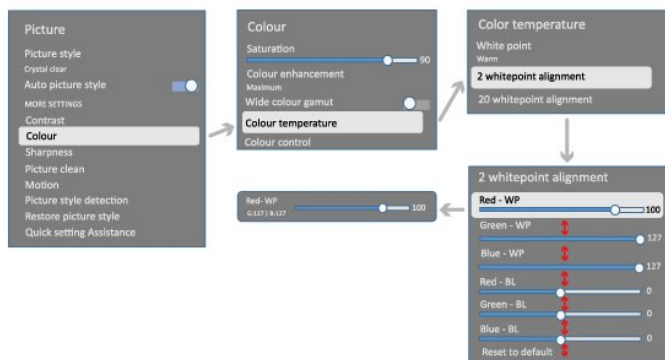 Picture
Picture style
Crystal clear
Auto picture style
MORE SETTINGS
Contrast
Colour
Sharpness
Picture clean
Motion
Picture style detection
Restore picture style
Quick setting Assistance
Colour
Saturation
90
Colour enhancement
Maximum
Wide colour gamut
Colour temperature
Colour control
Color temperature
White point
Warm
2 whitepoint alignment
20 whitepoint alignment
2 whitepoint alignment
Red - WP
100
Green - WP
127
Blue - WP
127
Red - BL
0
Green - BL
0
Blue - BL
0
Reset to default
Red- WP
100
G:127 | B:127